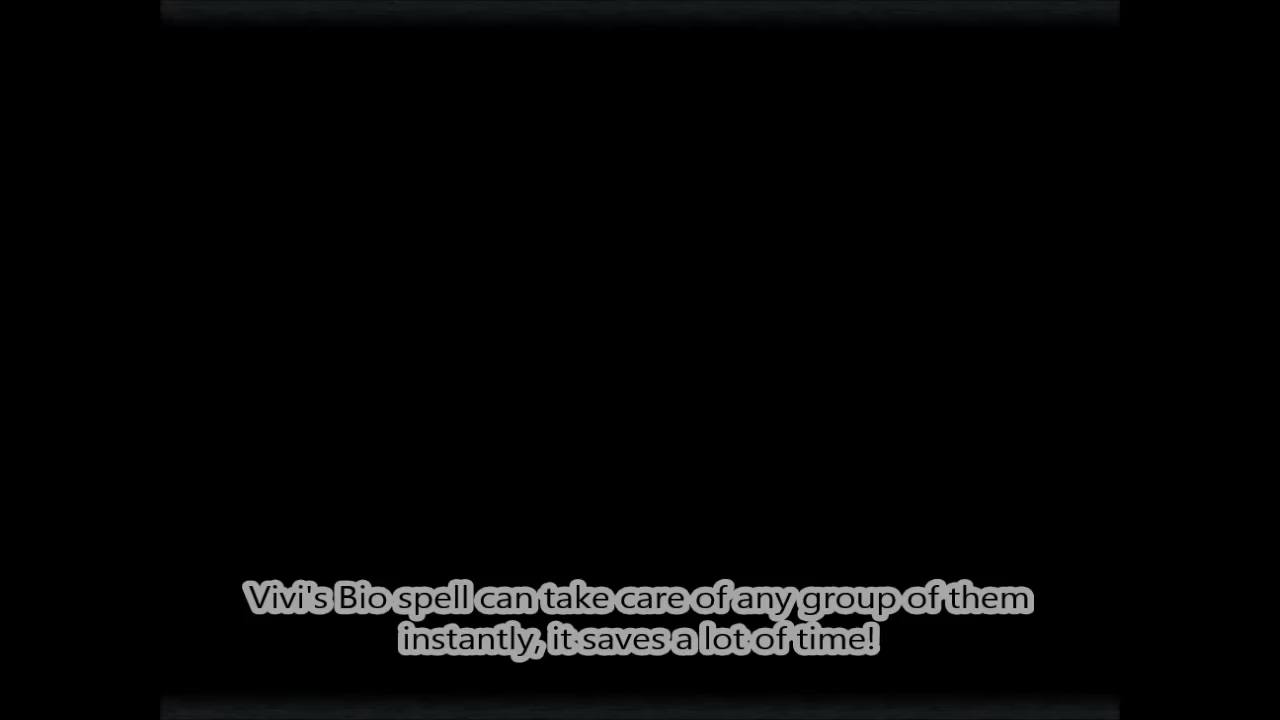 Vivi's Bio spell can take care of any group of them
instantly, it saves a lot of time!